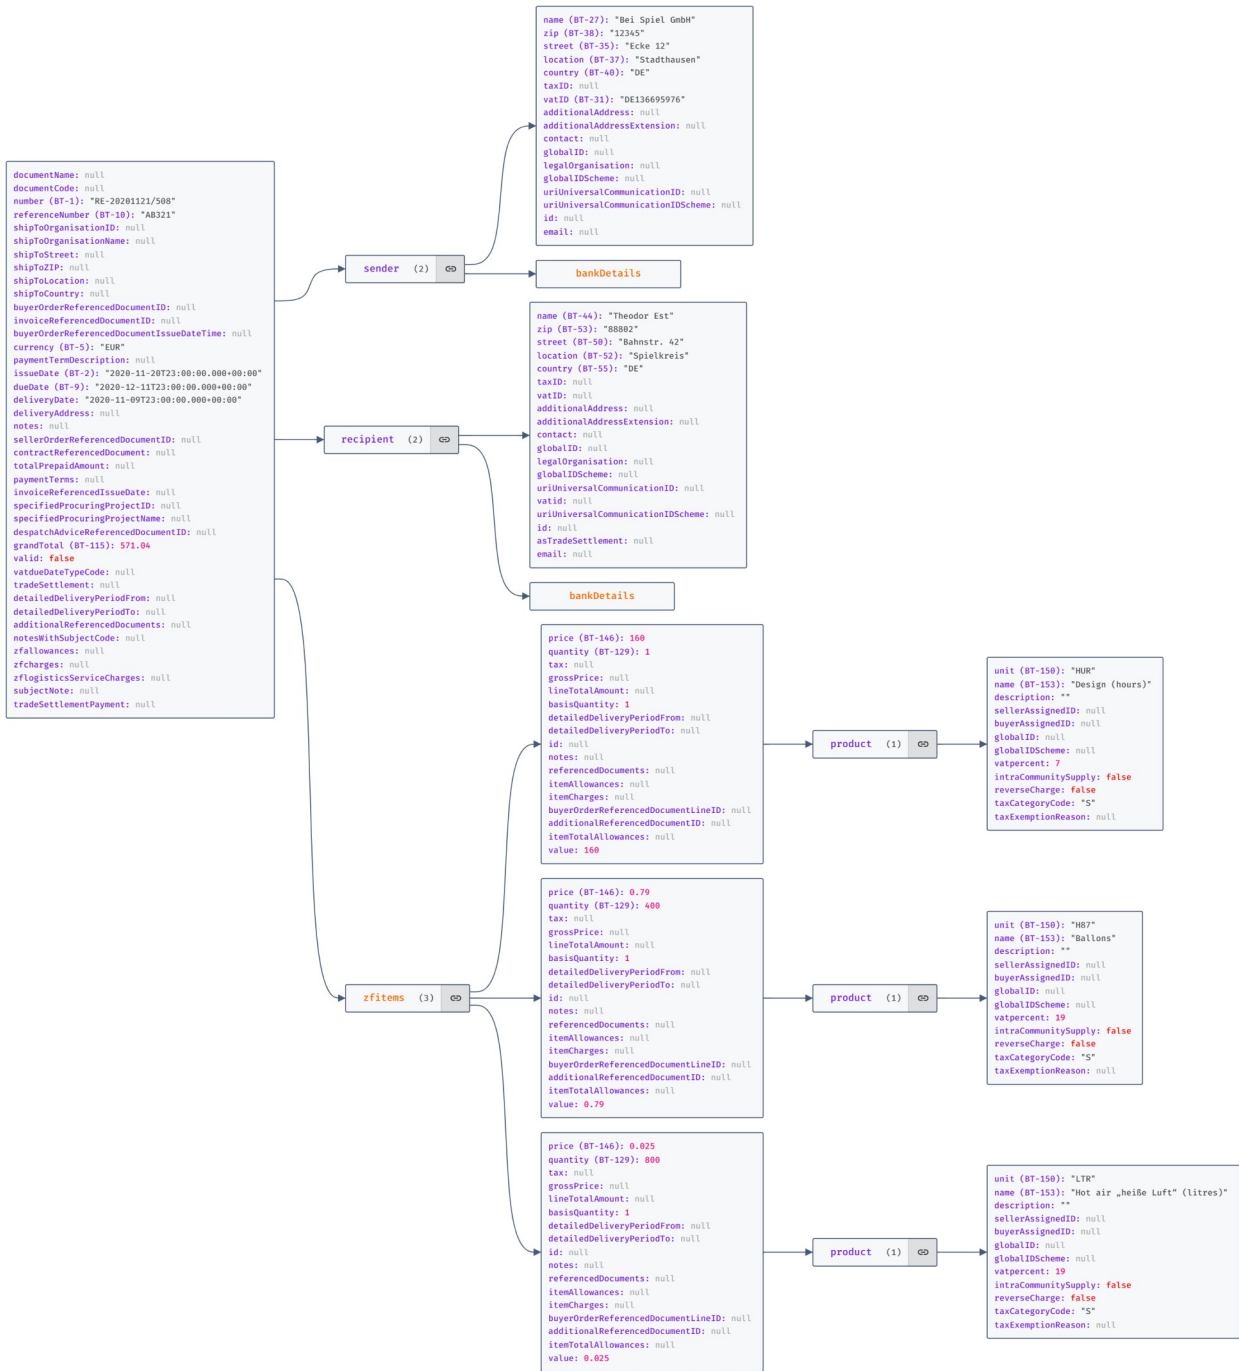 documentName: null
documentCode: null
number (BT-1): "RE-20201121/508"
referenceNumber (BT-10): "AB321"
shipToOrganisationID: null
shipToOrganisationName: null
shipToStreet: null
shipToZIP: null
shipToLocation: null
shipToCountry: null
buyerOrderReferencedDocumentID: null
invoiceReferencedDocumentID: null
buyerOrderReferencedDocumentIssueDateTime: null
currency (BT-5): "EUR"
paymentTermDescription: null
issueDate (BT-2): "2020-11-20T23:00:00.000+00:00"
dueDate (BT-9): "2020-12-11T23:00:00.000+00:00"
deliveryDate: "2020-11-09T23:00:00.000+00:00"
deliveryAddress: null
notes: null
sellerOrderReferencedDocumentID: null
contractReferencedDocument: null
totalPrepaidAmount: null
paymentTerms: null
invoiceReferencedIssueDate: null
specifiedProcuringProjectID: null
specifiedProcuringProjectName: null
despatchAdviceReferencedDocumentID: null
grandTotal (BT-115): 571.04
valid: false
vatdueDateTypeCode: null
tradeSettlement: null
detailedDeliveryPeriodFrom: null
detailedDeliveryPeriodTo: null
additionalReferencedDocuments: null
notesWithSubjectCode: null
zfallowances: null
zfcharges: null
zflogisticsServiceCharges: null
subjectNote: null
tradeSettlementPayment: null
sender (2)
name (BT-27): "Bei Spiel GmbH"
zip (BT-38): "12345"
street (BT-35): "Ecke 12"
location (BT-37): "Stadthausen"
country (BT-40): "DE"
taxID: null
vatID (BT-31): "DE136695976"
additionalAddress: null
additionalAddressExtension: null
contact: null
globalID: null
legalOrganisation: null
globalIDScheme: null
uriUniversalCommunicationID: null
uriUniversalCommunicationIDScheme: null
id: null
email: null
bankDetails
recipient (2)
name (BT-44): "Theodor Est"
zip (BT-53): "88802"
street (BT-50): "Bahnstr. 42"
location (BT-52): "Spielkreis"
country (BT-55): "DE"
taxID: null
vatID: null
additionalAddress: null
additionalAddressExtension: null
contact: null
globalID: null
legalOrganisation: null
globalIDScheme: null
uriUniversalCommunicationID: null
vatid: null
uriUniversalCommunicationIDScheme: null
id: null
asTradeSettlement: null
email: null
bankDetails
zfitems (3)
price (BT-146): 160
quantity (BT-129): 1
tax: null
grossPrice: null
lineTotalAmount: null
basisQuantity: 1
detailedDeliveryPeriodFrom: null
detailedDeliveryPeriodTo: null
id: null
notes: null
referencedDocuments: null
itemAllowances: null
itemCharges: null
buyerOrderReferencedDocumentLineID: null
additionalReferencedDocumentID: null
itemTotalAllowances: null
value: 160
product (1)
unit (BT-150): "HUR"
name (BT-153): "Design (hours)"
description: ""
sellerAssignedID: null
buyerAssignedID: null
globalID: null
globalIDScheme: null
vatpercent: 7
intraCommunitySupply: false
reverseCharge: false
taxCategoryCode: "S"
taxExemptionReason: null
price (BT-146): 0.79
quantity (BT-129): 400
tax: null
grossPrice: null
lineTotalAmount: null
basisQuantity: 1
detailedDeliveryPeriodFrom: null
detailedDeliveryPeriodTo: null
id: null
notes: null
referencedDocuments: null
itemAllowances: null
itemCharges: null
buyerOrderReferencedDocumentLineID: null
additionalReferencedDocumentID: null
itemTotalAllowances: null
value: 0.79
product (1)
unit (BT-150): "H87"
name (BT-153): "Ballons"
description: ""
sellerAssignedID: null
buyerAssignedID: null
globalID: null
globalIDScheme: null
vatpercent: 19
intraCommunitySupply: false
reverseCharge: false
taxCategoryCode: "S"
taxExemptionReason: null
price (BT-146): 0.025
quantity (BT-129): 800
tax: null
grossPrice: null
lineTotalAmount: null
basisQuantity: 1
detailedDeliveryPeriodFrom: null
detailedDeliveryPeriodTo: null
id: null
notes: null
referencedDocuments: null
itemAllowances: null
itemCharges: null
buyerOrderReferencedDocumentLineID: null
additionalReferencedDocumentID: null
itemTotalAllowances: null
value: 0.025
product (1)
unit (BT-150): "LTR"
name (BT-153): "Hot air „heiße Luft“ (litres)"
description: ""
sellerAssignedID: null
buyerAssignedID: null
globalID: null
globalIDScheme: null
vatpercent: 19
intraCommunitySupply: false
reverseCharge: false
taxCategoryCode: "S"
taxExemptionReason: null